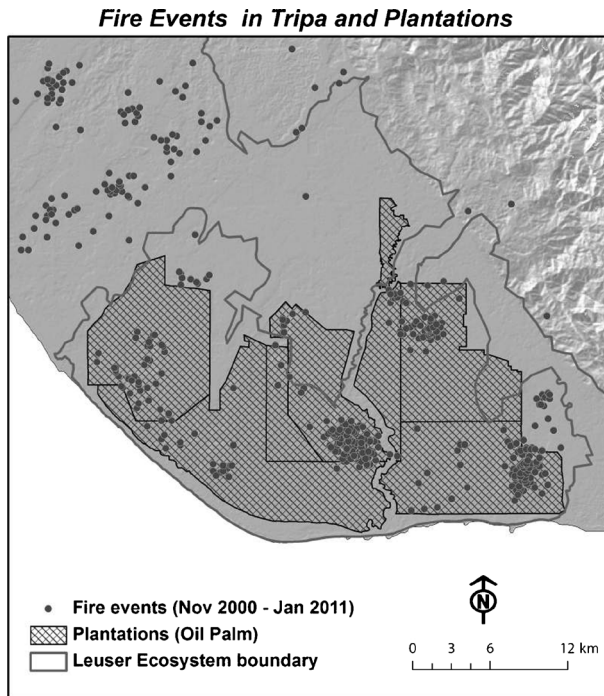 Fire Events in Tripa and Plantations
Fire events (Nov 2000 - Jan 2011)
Plantations (Oil Palm)
Leuser Ecosystem boundary
N
0 3 6 12 km